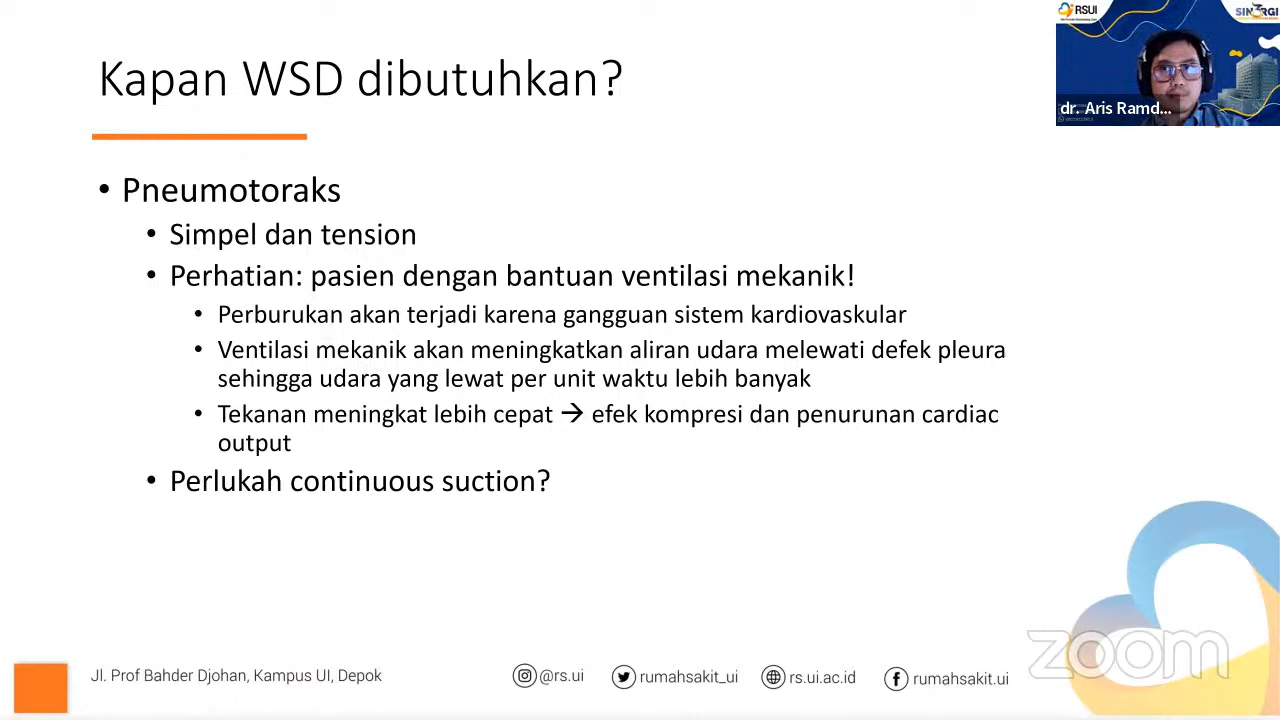 Kapan WSD dibutuhkan?
RSUI
dr. Aris Ramd...
• Pneumotoraks
• Simpel dan tension
• Perhatian: pasien dengan bantuan ventilasi mekanik!
• Perburukan akan terjadi karena gangguan sistem kardiovaskular
• Ventilasi mekanik akan meningkatkan aliran udara melewati defek pleura
sehingga udara yang lewat per unit waktu lebih banyak
• Tekanan meningkat lebih cepat → efek kompresi dan penurunan cardiac
output
• Perlukah continuous suction?
zoom
Jl. Prof Bahder Djohan, Kampus UI, Depok
@rs.ui
rumahsakit_ui
rs.ui.ac.id
rumahsakit.ui